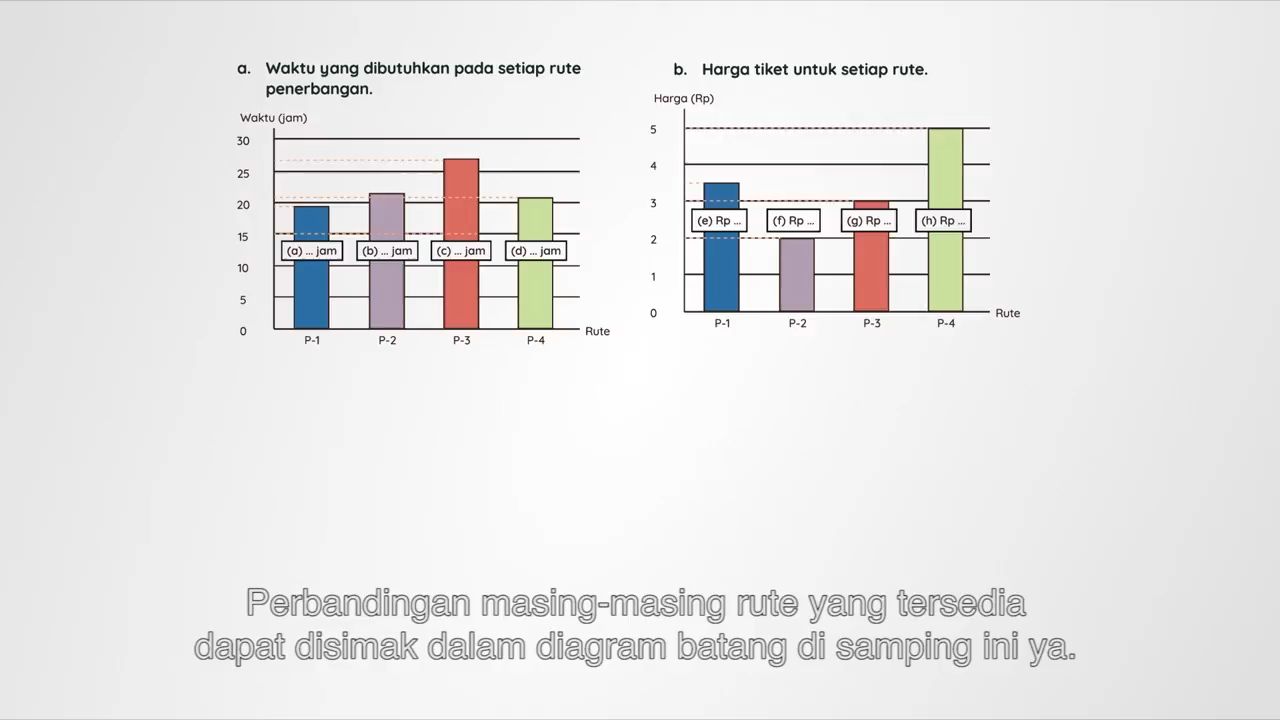 a. Waktu yang dibutuhkan pada setiap rute
penerbangan.
Waktu (jam)
30
25
20
15
10
5
0
(a) ... jam
(b) ... jam
(c) ... jam
(d) ... jam
P-1
P-2
P-3
P-4
Rute
b. Harga tiket untuk setiap rute.
Harga (Rp)
5
4
3
2
1
0
(e) Rp ...
(f) Rp ...
(g) Rp ...
(h) Rp ...
P-1
P-2
P-3
P-4
Rute
Perbandingan masing-masing rute yang tersedia
dapat disimak dalam diagram batang di samping ini ya.